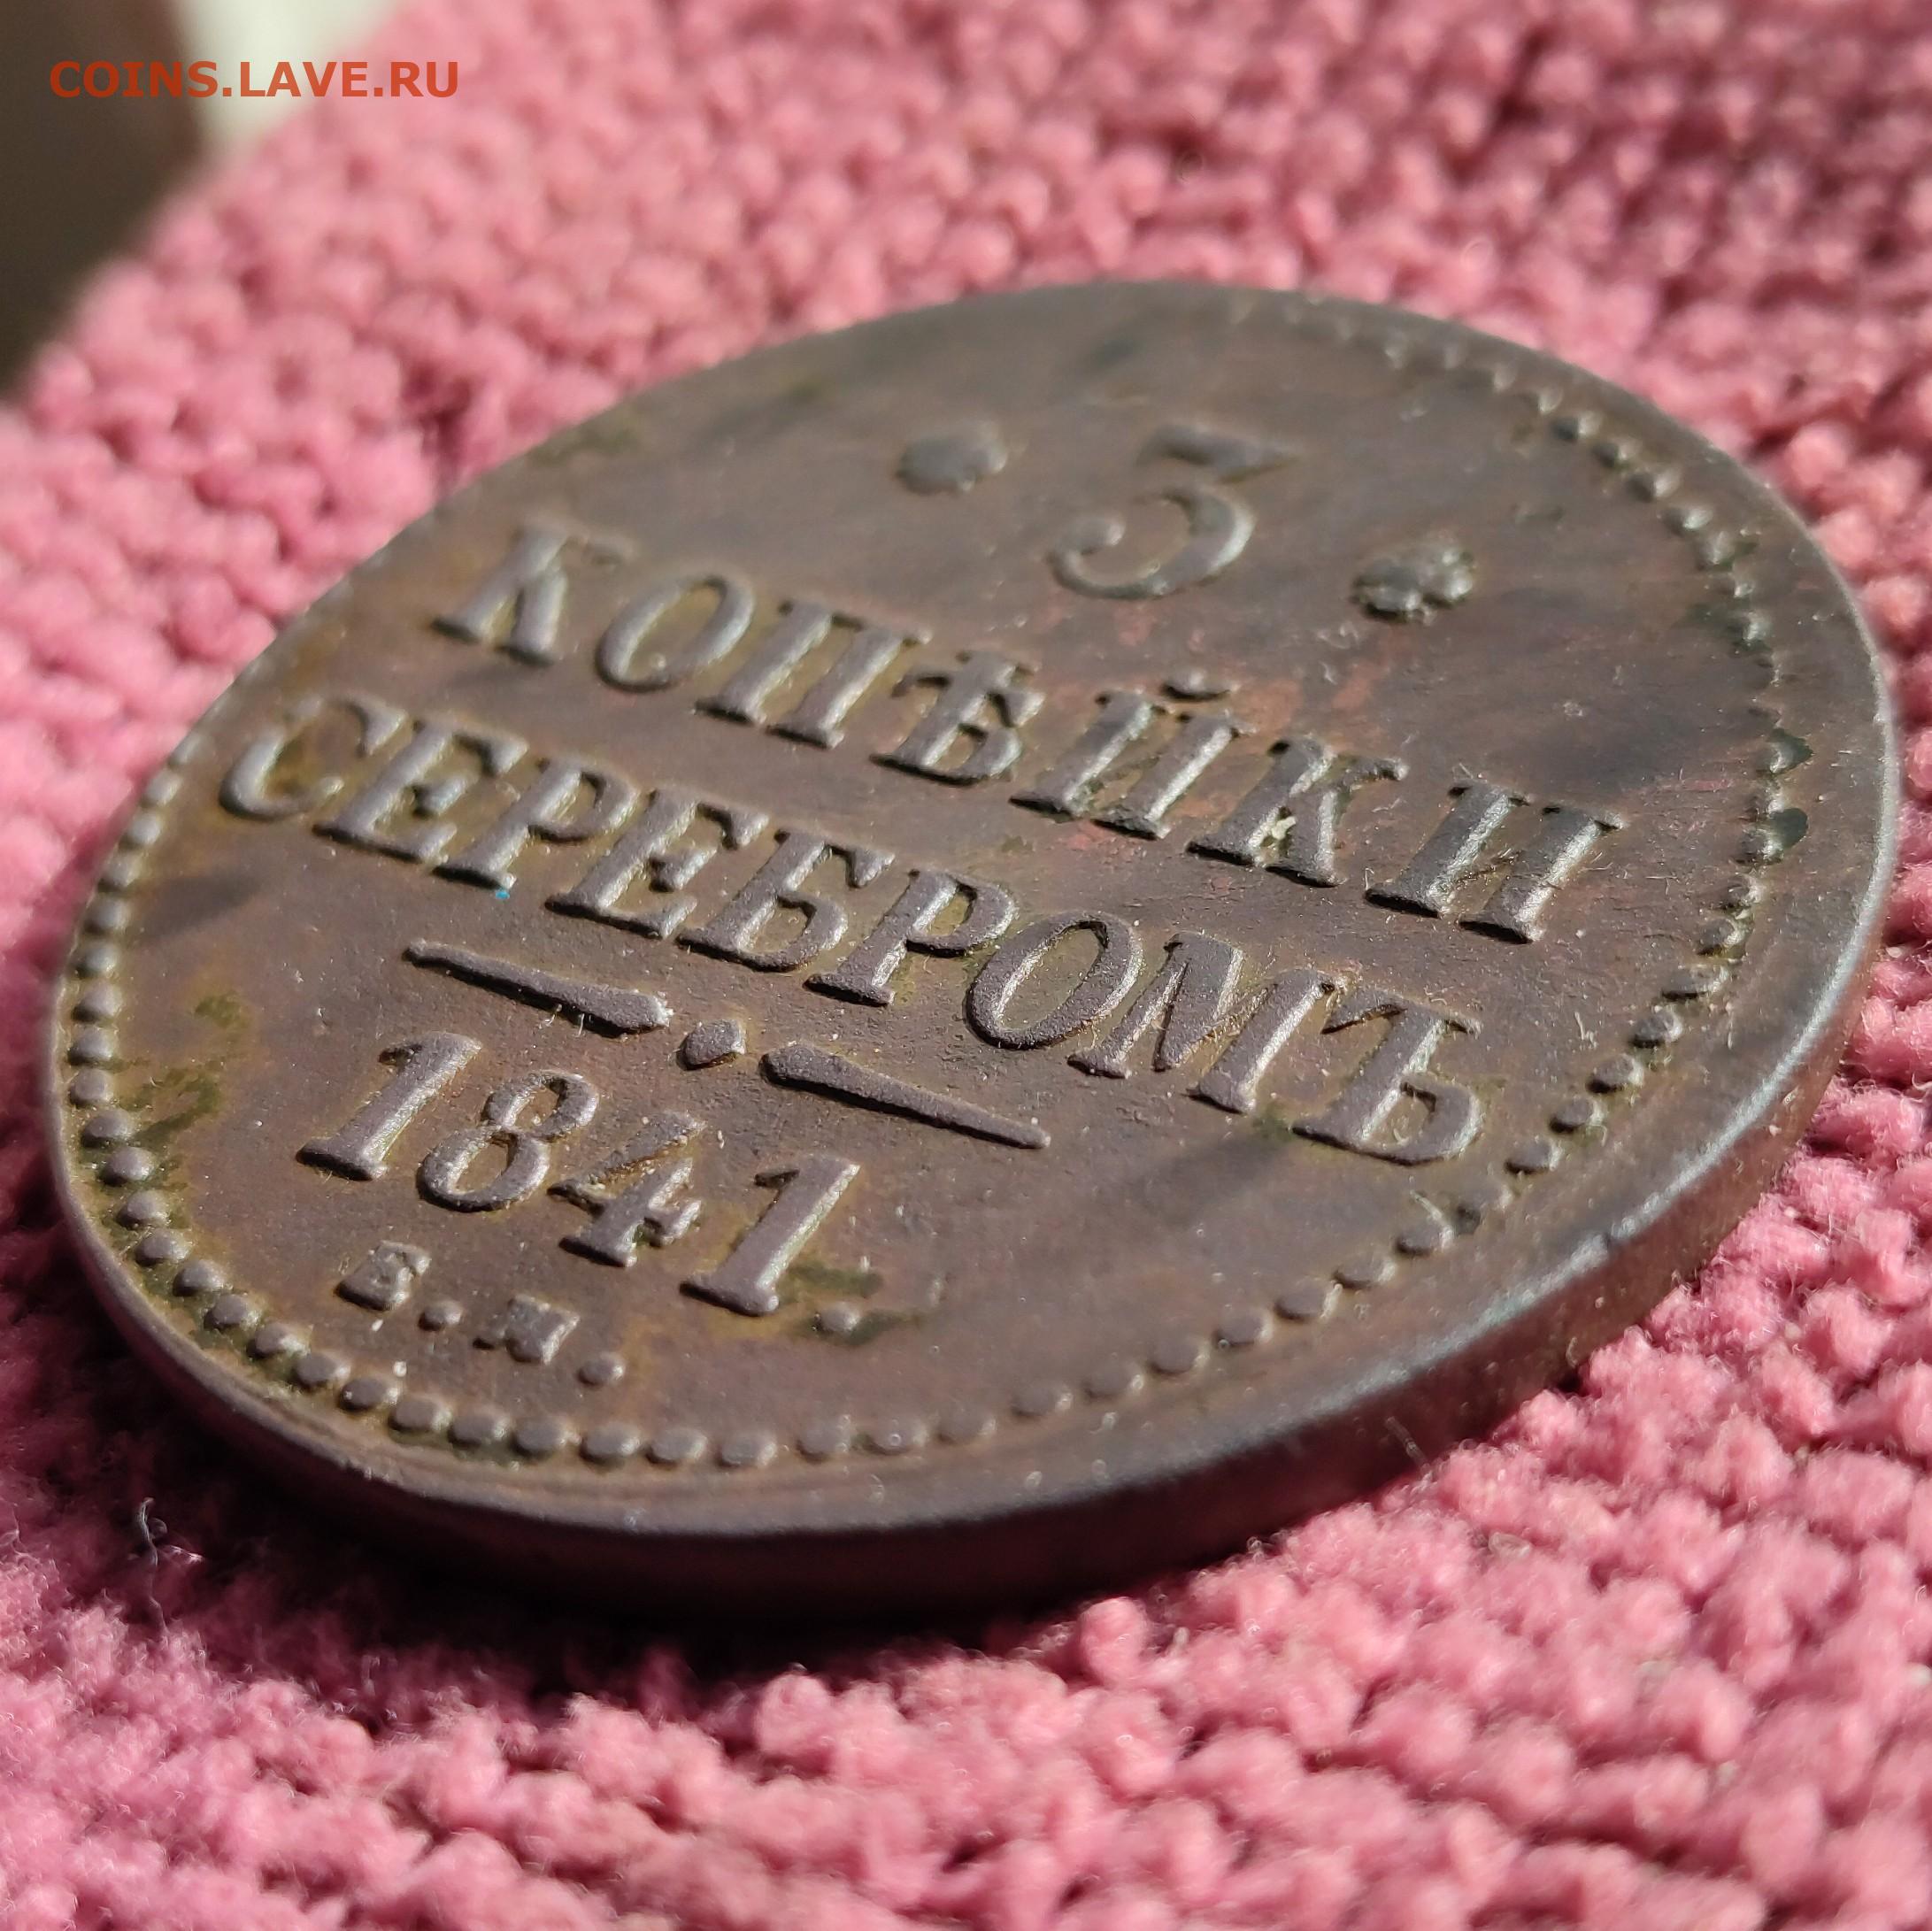 COINS.LAVE.RU
• 3 •
КОПѢЙКИ
СЕРЕБРОМЪ
1841.
Е.М.